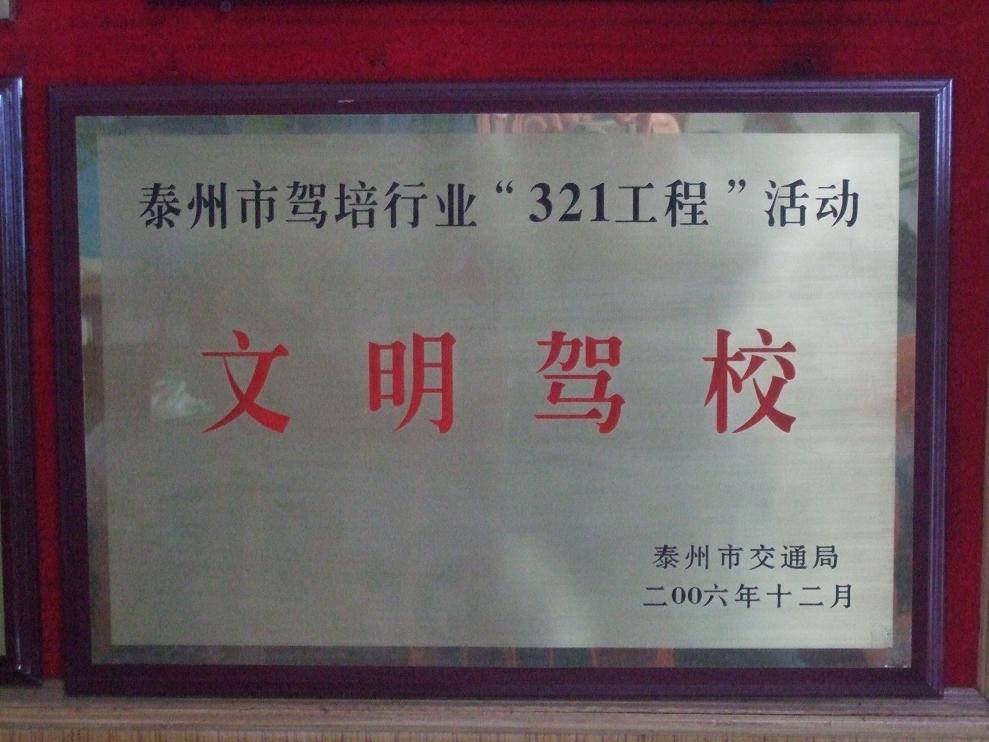 泰州市驾培行业“321工程”活动
文明驾校
泰州市交通局
二00六年十二月